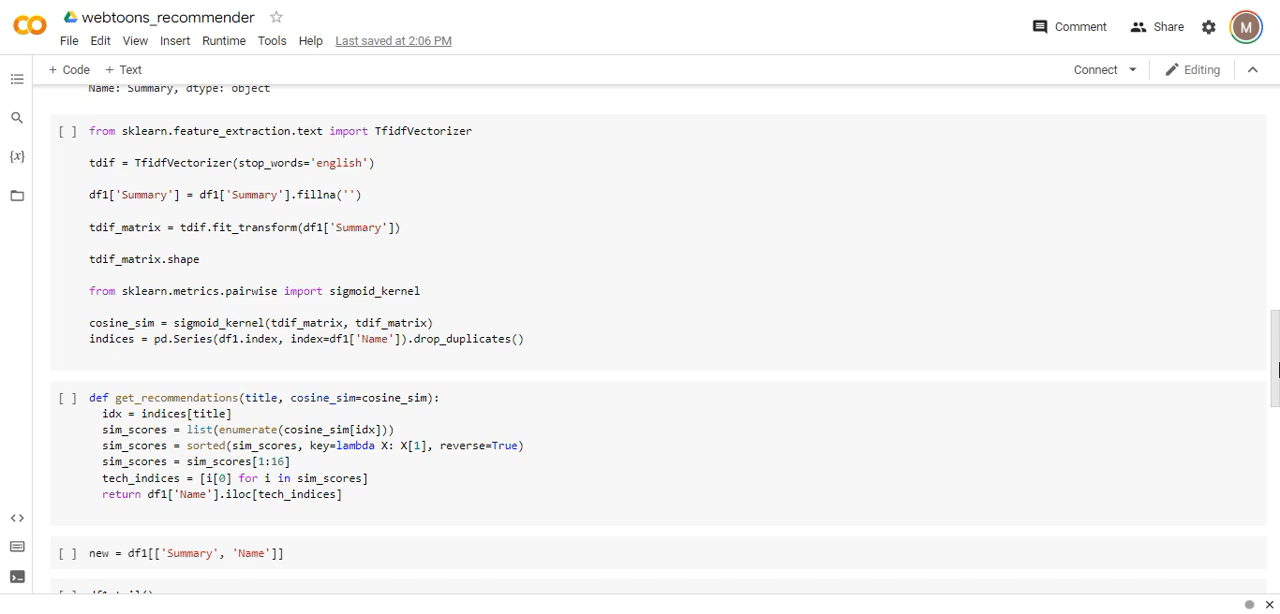 webtoons_recommender
File Edit View Insert Runtime Tools Help Last saved at 2:06 PM
Comment Share M
+ Code + Text
Connect Editing
Name: Summary, dtype: object
[ ] from sklearn.feature_extraction.text import TfidfVectorizer
tdif = TfidfVectorizer(stop_words='english')
df1['Summary'] = df1['Summary'].fillna('')
tdif_matrix = tdif.fit_transform(df1['Summary'])
tdif_matrix.shape
from sklearn.metrics.pairwise import sigmoid_kernel
cosine_sim = sigmoid_kernel(tdif_matrix, tdif_matrix)
indices = pd.Series(df1.index, index=df1['Name']).drop_duplicates()
[ ] def get_recommendations(title, cosine_sim=cosine_sim):
idx = indices[title]
sim_scores = list(enumerate(cosine_sim[idx]))
sim_scores = sorted(sim_scores, key=lambda X: X[1], reverse=True)
sim_scores = sim_scores[1:16]
tech_indices = [i[0] for i in sim_scores]
return df1['Name'].iloc[tech_indices]
[ ] new = df1[['Summary', 'Name']]